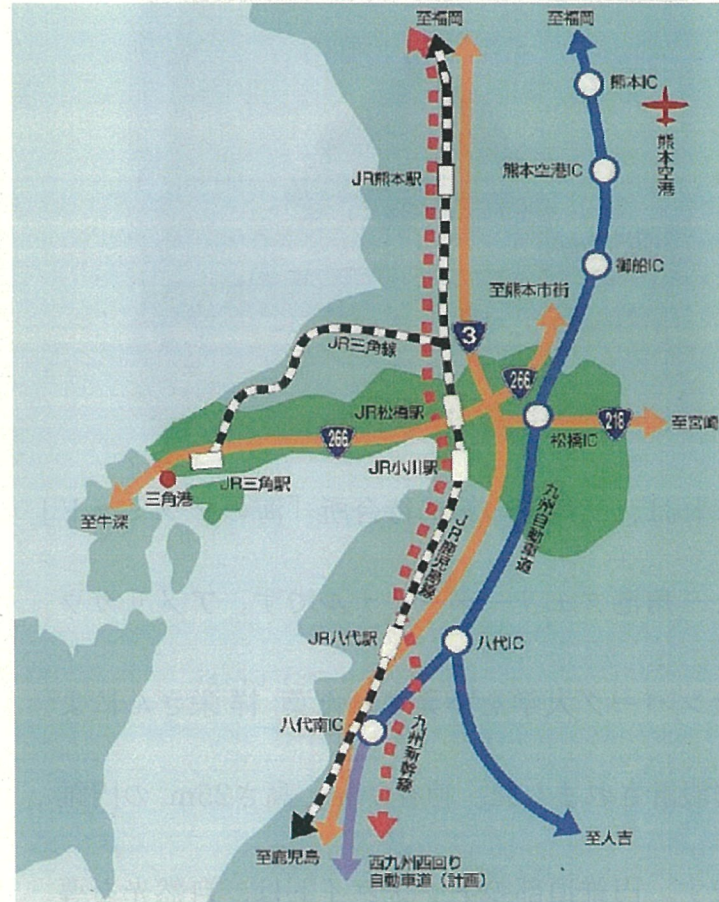 至福岡
至福岡
熊本IC
熊本空港
JR熊本駅
熊本空港IC
御船IC
至熊本市街
3
JR三角線
266
JR松橋駅
218
至宮崎
松橋IC
266
JR小川駅
JR三角駅
三角港
至牛深
九州自動車道
JR鹿児島線
JR八代駅
八代IC
八代南IC
九州新幹線
至鹿児島
西九州西回り
自動車道（計画）
至人吉